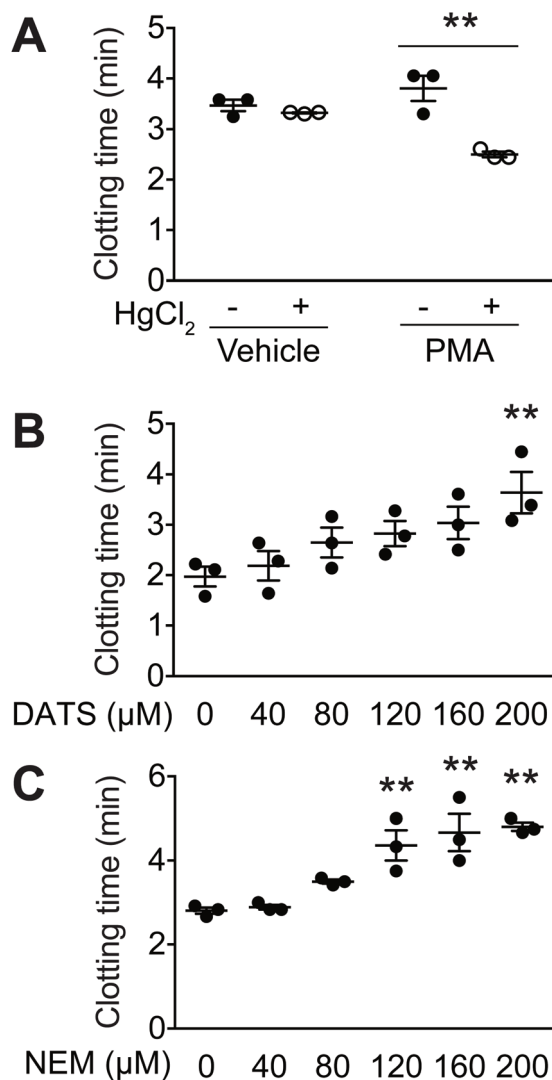 A
Clotting time (min)
5
4
3
2
1
0
**
HgCl2 - + - +
Vehicle PMA
B
Clotting time (min)
5
4
3
2
1
0
**
DATS (µM) 0 40 80 120 160 200
C
Clotting time (min)
6
4
2
0
** ** **
NEM (µM) 0 40 80 120 160 200